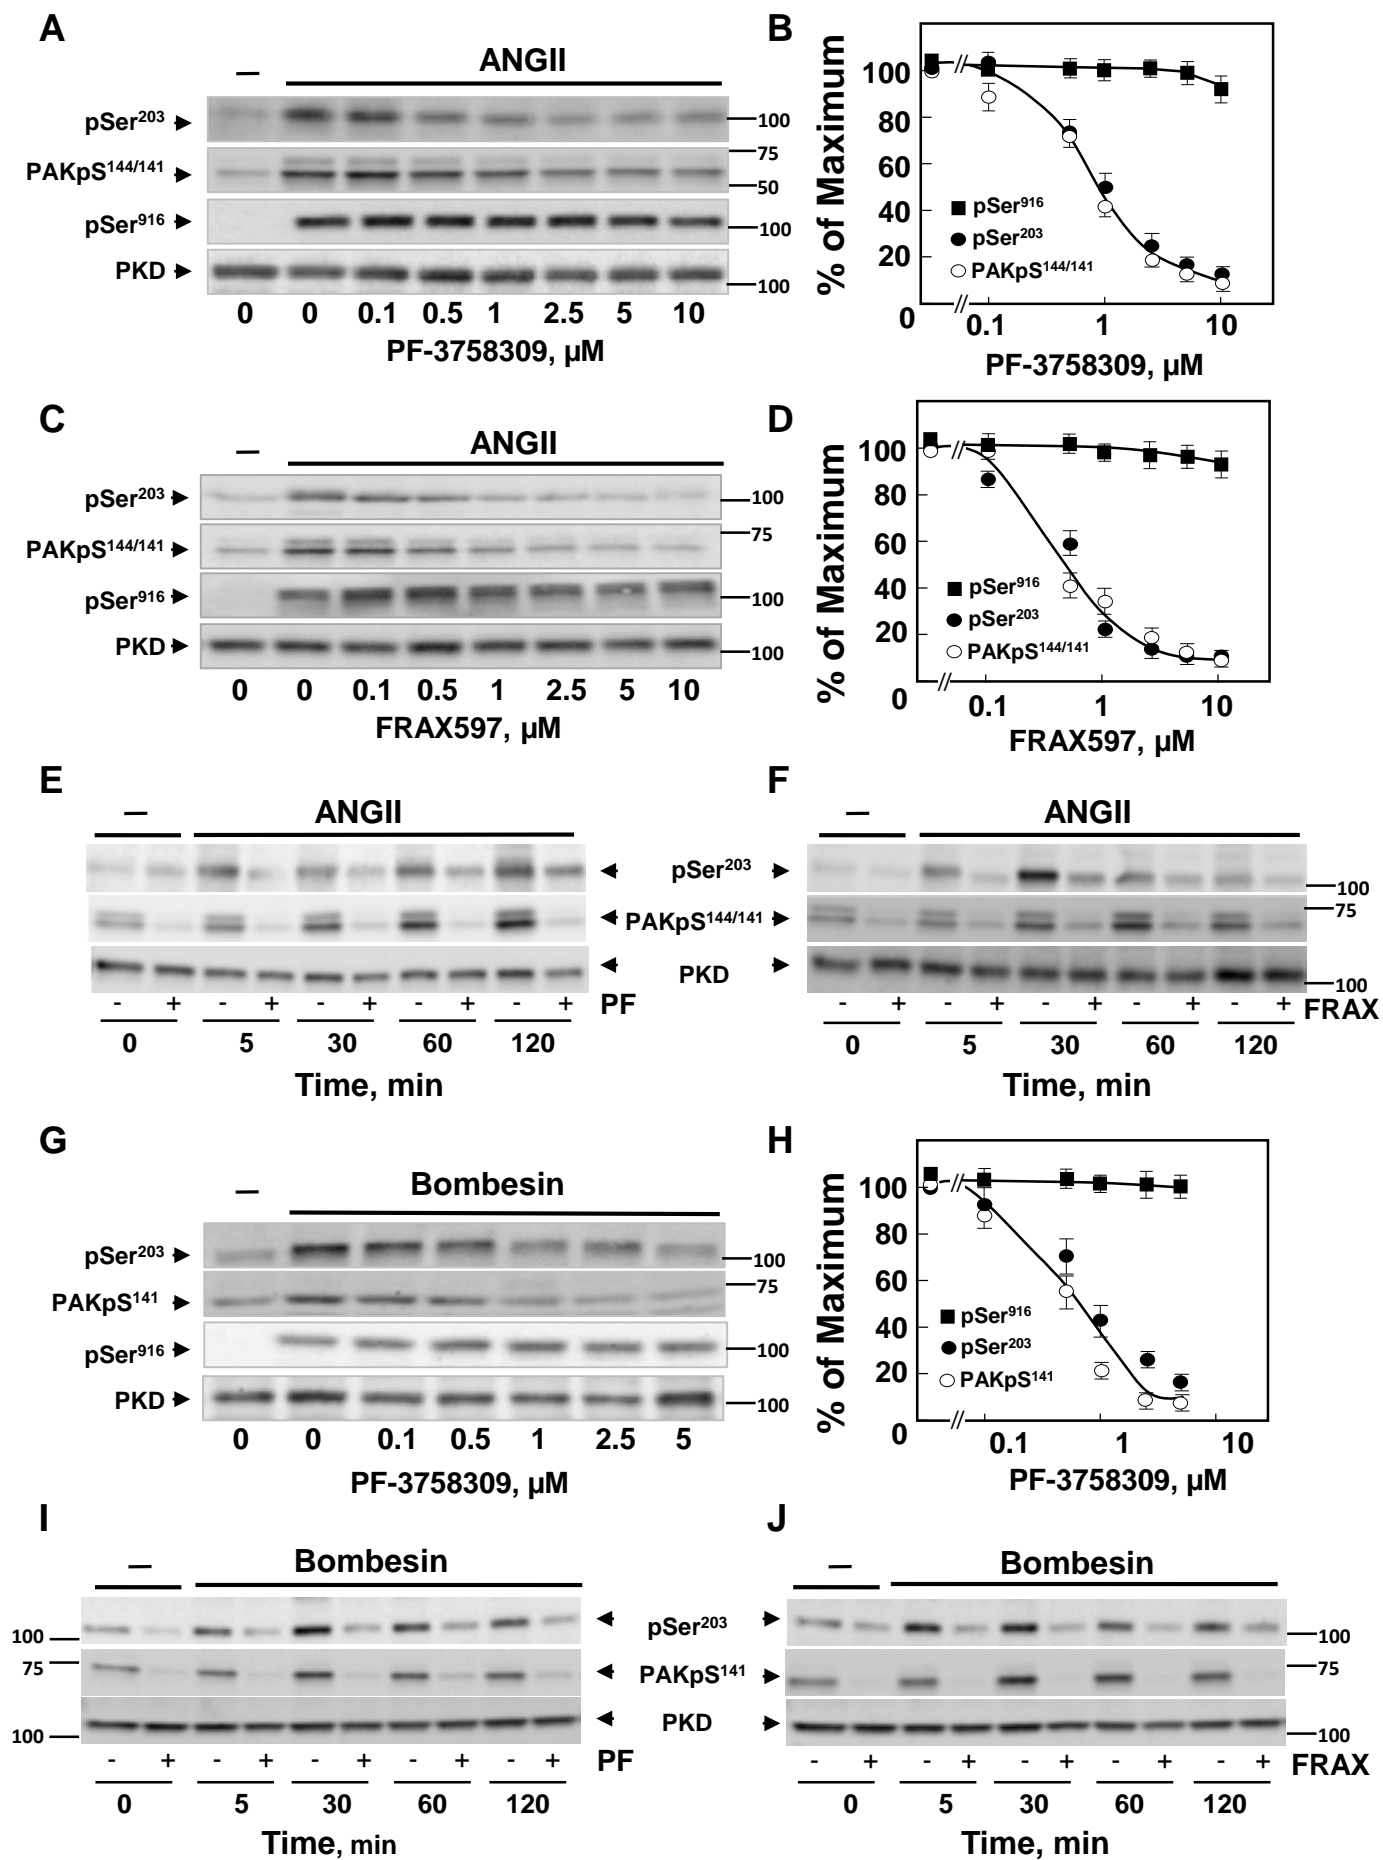 A
ANGII
–
pSer203
100
PAKpS144/141
75
50
pSer916
100
PKD
100
0 0 0.1 0.5 1 2.5 5 10
PF-3758309, µM
B
% of Maximum
100
80
60
40
20
0
pSer916
pSer203
PAKpS144/141
// 0.1 1 10
PF-3758309, µM
C
ANGII
–
pSer203
100
PAKpS144/141
75
pSer916
100
PKD
100
0 0 0.1 0.5 1 2.5 5 10
FRAX597, µM
D
% of Maximum
100
80
60
40
20
0
pSer916
pSer203
PAKpS144/141
// 0.1 1 10
FRAX597, µM
E
– ANGII
F
– ANGII
pSer203
100
PAKpS144/141
75
PKD
100
- + - + - + - + - + PF
0 5 30 60 120
Time, min
- + - + - + - + - + FRAX
0 5 30 60 120
Time, min
G
Bombesin
–
pSer203
100
PAKpS141
75
pSer916
100
PKD
100
0 0 0.1 0.5 1 2.5 5
PF-3758309, µM
H
% of Maximum
100
80
60
40
20
0
pSer916
pSer203
PAKpS141
// 0.1 1 10
PF-3758309, µM
I
– Bombesin
J
– Bombesin
100
pSer203
100
75
PAKpS141
75
100
PKD
100
- + - + - + - + - + PF
0 5 30 60 120
Time, min
- + - + - + - + - + FRAX
0 5 30 60 120
Time, min